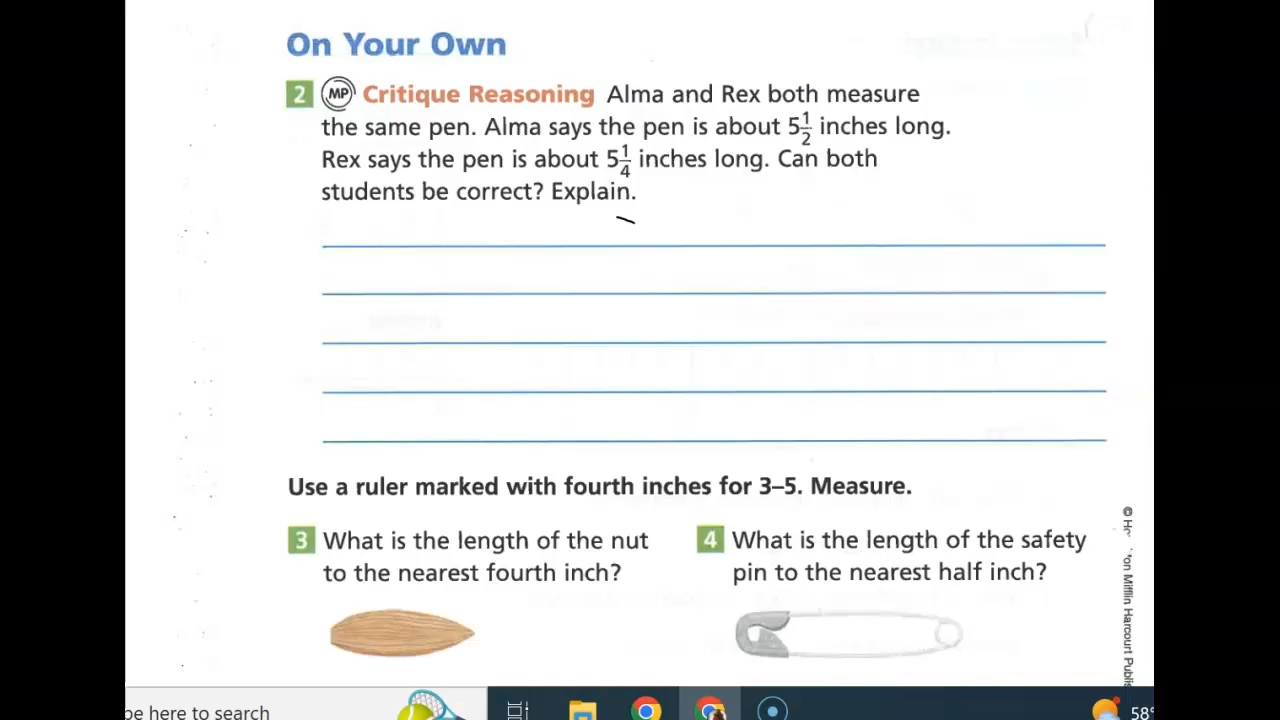 On Your Own
2 MP Critique Reasoning Alma and Rex both measure
the same pen. Alma says the pen is about 5 1/2 inches long.
Rex says the pen is about 5 1/4 inches long. Can both
students be correct? Explain.
Use a ruler marked with fourth inches for 3–5. Measure.
3 What is the length of the nut
to the nearest fourth inch?
4 What is the length of the safety
pin to the nearest half inch?
Mifflin Harcourt
be here to search
58°